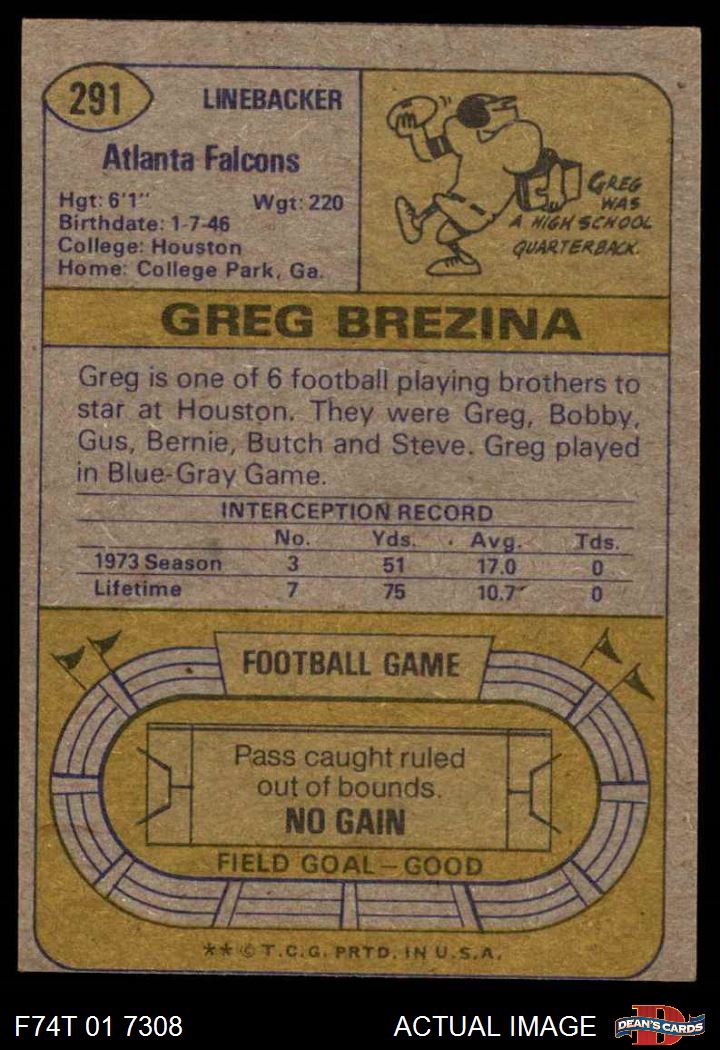 291
LINEBACKER
Atlanta Falcons
Hgt: 6'1" Wgt: 220
Birthdate: 1-7-46
College: Houston
Home: College Park, Ga.
GREG
WAS
A HIGH SCHOOL
QUARTERBACK.
GREG BREZINA
Greg is one of 6 football playing brothers to
star at Houston. They were Greg, Bobby,
Gus, Bernie, Butch and Steve. Greg played
in Blue-Gray Game.
INTERCEPTION RECORD
No. Yds. Avg. Tds.
1973 Season 3 51 17.0 0
Lifetime 7 75 10.7 0
FOOTBALL GAME
Pass caught ruled
out of bounds.
NO GAIN
FIELD GOAL—GOOD
** © T.C.G. PRTD. IN U.S.A.
F74T 01 7308 ACTUAL IMAGE
D
DEAN'S CARDS